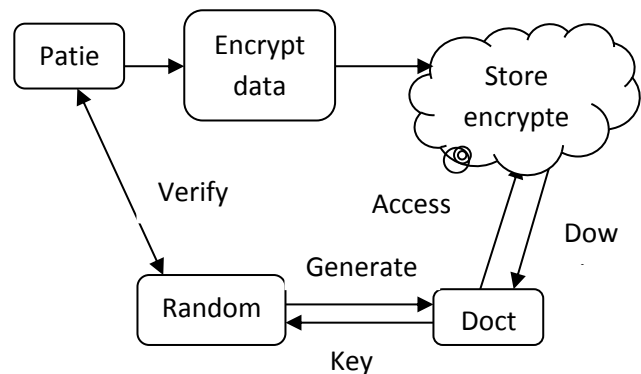 Patie
Encrypt
data
Store
encrypte
Verify
Access
Dow
Generate
Random
Doct
Key